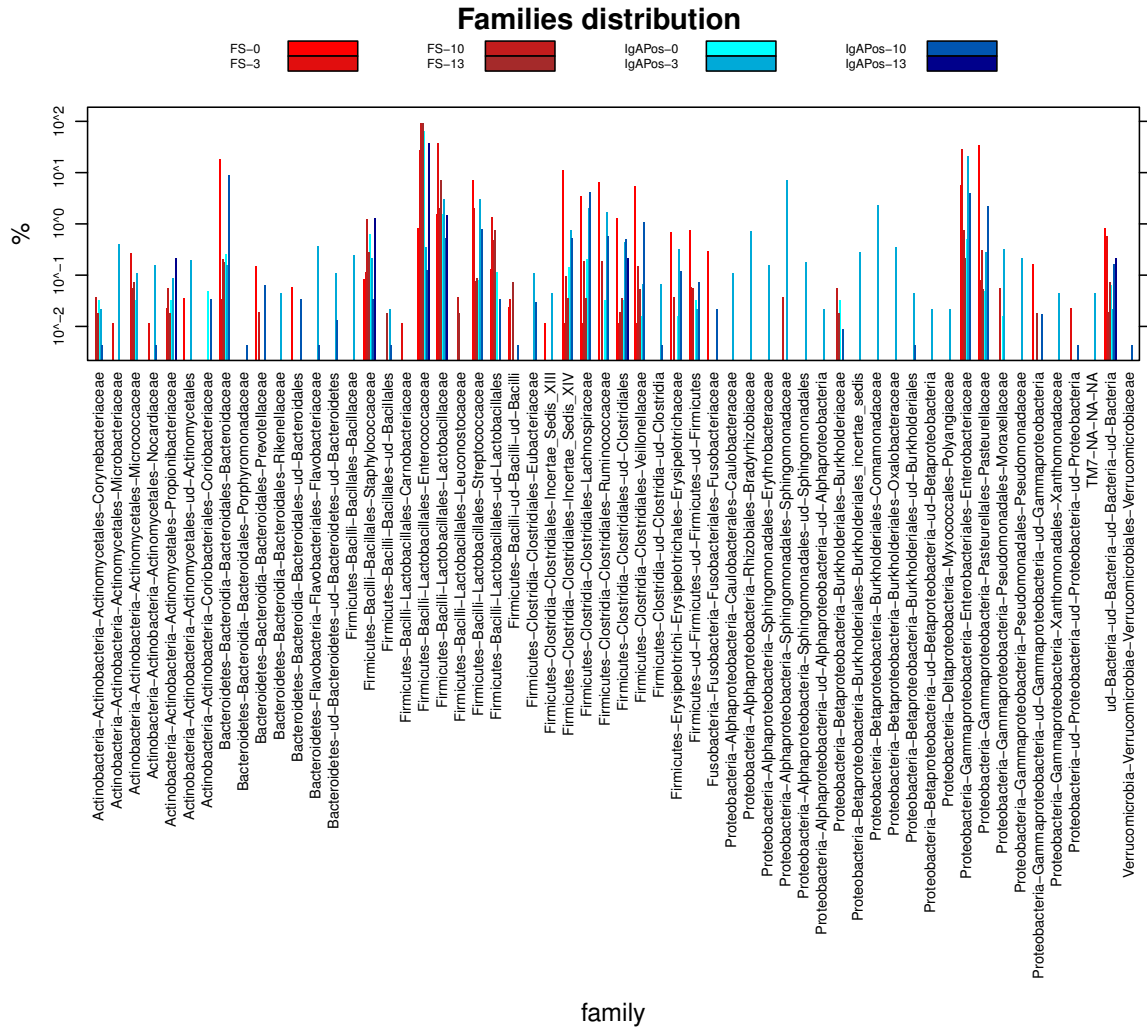 Families distribution
FS−0
FS−3
FS−10
FS−13
IgAPos−0
IgAPos−3
IgAPos−10
IgAPos−13
%
10^2
10^1
10^0
10^−1
10^−2
Actinobacteria−Actinobacteria−Actinomycetales−Corynebacteriaceae
Actinobacteria−Actinobacteria−Actinomycetales−Microbacteriaceae
Actinobacteria−Actinobacteria−Actinomycetales−Micrococcaceae
Actinobacteria−Actinobacteria−Actinomycetales−Nocardiaceae
Actinobacteria−Actinobacteria−Actinomycetales−Propionibacteriaceae
Actinobacteria−Actinobacteria−Actinomycetales−ud−Actinomycetales
Actinobacteria−Actinobacteria−Coriobacteriales−Coriobacteriaceae
Bacteroidetes−Bacteroidia−Bacteroidales−Bacteroidaceae
Bacteroidetes−Bacteroidia−Bacteroidales−Porphyromonadaceae
Bacteroidetes−Bacteroidia−Bacteroidales−Prevotellaceae
Bacteroidetes−Bacteroidia−Bacteroidales−Rikenellaceae
Bacteroidetes−Bacteroidia−Bacteroidales−ud−Bacteroidales
Bacteroidetes−Flavobacteria−Flavobacteriales−Flavobacteriaceae
Bacteroidetes−ud−Bacteroidetes−ud−Bacteroidetes
Firmicutes−Bacilli−Bacillales−Bacillaceae
Firmicutes−Bacilli−Bacillales−Staphylococcaceae
Firmicutes−Bacilli−Bacillales−ud−Bacillales
Firmicutes−Bacilli−Lactobacillales−Carnobacteriaceae
Firmicutes−Bacilli−Lactobacillales−Enterococcaceae
Firmicutes−Bacilli−Lactobacillales−Lactobacillaceae
Firmicutes−Bacilli−Lactobacillales−Leuconostocaceae
Firmicutes−Bacilli−Lactobacillales−Streptococcaceae
Firmicutes−Bacilli−Lactobacillales−ud−Lactobacillales
Firmicutes−Bacilli−ud−Bacilli−ud−Bacilli
Firmicutes−Clostridia−Clostridiales−Eubacteriaceae
Firmicutes−Clostridia−Clostridiales−Incertae_Sedis_XIII
Firmicutes−Clostridia−Clostridiales−Incertae_Sedis_XIV
Firmicutes−Clostridia−Clostridiales−Lachnospiraceae
Firmicutes−Clostridia−Clostridiales−Ruminococcaceae
Firmicutes−Clostridia−Clostridiales−ud−Clostridiales
Firmicutes−Clostridia−Clostridiales−Veillonellaceae
Firmicutes−Clostridia−ud−Clostridia−ud−Clostridia
Firmicutes−Erysipelotrichi−Erysipelotrichales−Erysipelotrichaceae
Firmicutes−ud−Firmicutes−ud−Firmicutes−ud−Firmicutes
Fusobacteria−Fusobacteria−Fusobacteriales−Fusobacteriaceae
Proteobacteria−Alphaproteobacteria−Caulobacterales−Caulobacteraceae
Proteobacteria−Alphaproteobacteria−Rhizobiales−Bradyrhizobiaceae
Proteobacteria−Alphaproteobacteria−Sphingomonadales−Erythrobacteraceae
Proteobacteria−Alphaproteobacteria−Sphingomonadales−Sphingomonadaceae
Proteobacteria−Alphaproteobacteria−Sphingomonadales−ud−Sphingomonadales
Proteobacteria−Alphaproteobacteria−ud−Alphaproteobacteria−ud−Alphaproteobacteria
Proteobacteria−Betaproteobacteria−Burkholderiales−Burkholderiaceae
Proteobacteria−Betaproteobacteria−Burkholderiales−Burkholderiales_incertae_sedis
Proteobacteria−Betaproteobacteria−Burkholderiales−Comamonadaceae
Proteobacteria−Betaproteobacteria−Burkholderiales−Oxalobacteraceae
Proteobacteria−Betaproteobacteria−Burkholderiales−ud−Burkholderiales
Proteobacteria−Betaproteobacteria−ud−Betaproteobacteria−ud−Betaproteobacteria
Proteobacteria−Deltaproteobacteria−Myxococcales−Polyangiaceae
Proteobacteria−Gammaproteobacteria−Enterobacteriales−Enterobacteriaceae
Proteobacteria−Gammaproteobacteria−Pasteurellales−Pasteurellaceae
Proteobacteria−Gammaproteobacteria−Pseudomonadales−Moraxellaceae
Proteobacteria−Gammaproteobacteria−Pseudomonadales−Pseudomonadaceae
Proteobacteria−Gammaproteobacteria−ud−Gammaproteobacteria−ud−Gammaproteobacteria
Proteobacteria−Gammaproteobacteria−Xanthomonadales−Xanthomonadaceae
Proteobacteria−ud−Proteobacteria−ud−Proteobacteria
TM7−NA−NA−NA
ud−Bacteria−ud−Bacteria−ud−Bacteria
Verrucomicrobia−Verrucomicrobiae−Verrucomicrobiales−Verrucomicrobiaceae
family